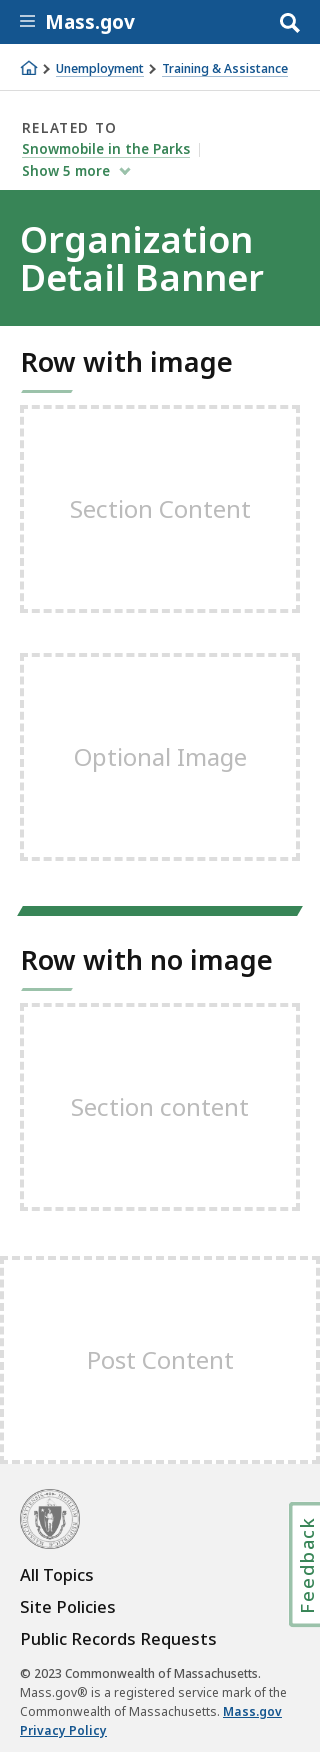 Mass.gov
Unemployment Training & Assistance
RELATED TO
Snowmobile in the Parks
Show 5 more
Organization
Detail Banner
Row with image
Section Content
Optional Image
Row with no image
Section content
Post Content
Feedback
All Topics
Site Policies
Public Records Requests
© 2023 Commonwealth of Massachusetts.
Mass.gov® is a registered service mark of the
Commonwealth of Massachusetts. Mass.gov
Privacy Policy